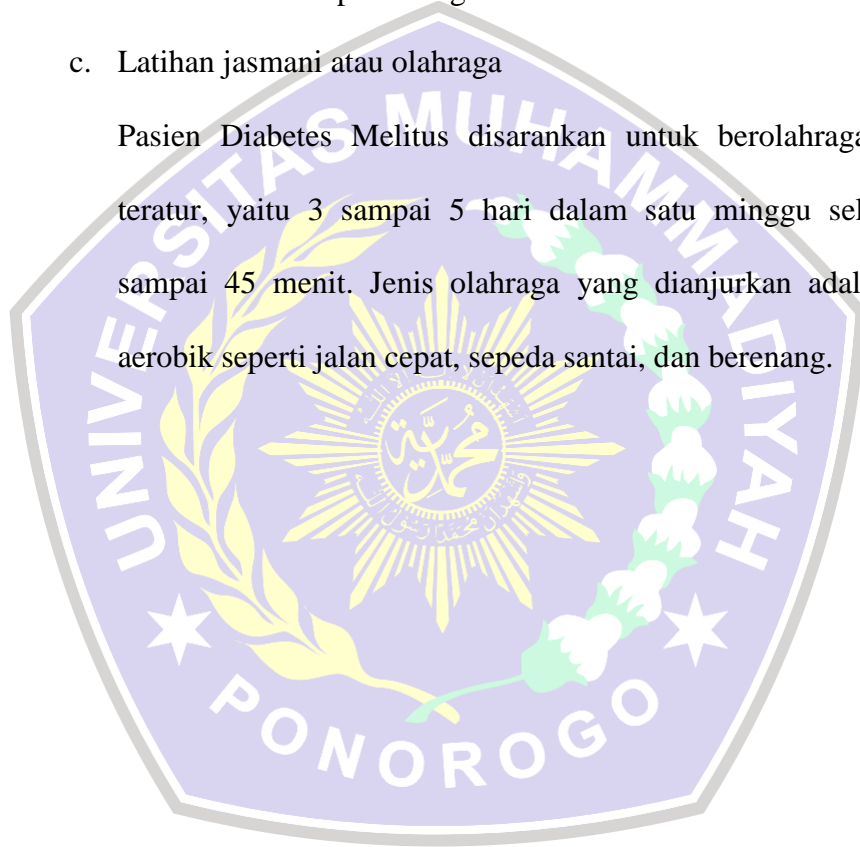 c. Latihan jasmani atau olahraga
Pasien Diabetes Melitus disarankan untuk berolahraga
teratur, yaitu 3 sampai 5 hari dalam satu minggu sel
sampai 45 menit. Jenis olahraga yang dianjurkan adal
aerobik seperti jalan cepat, sepeda santai, dan berenang.
UNIVERSITAS MUHAMMADIYAH
محمدية
PONOROGO